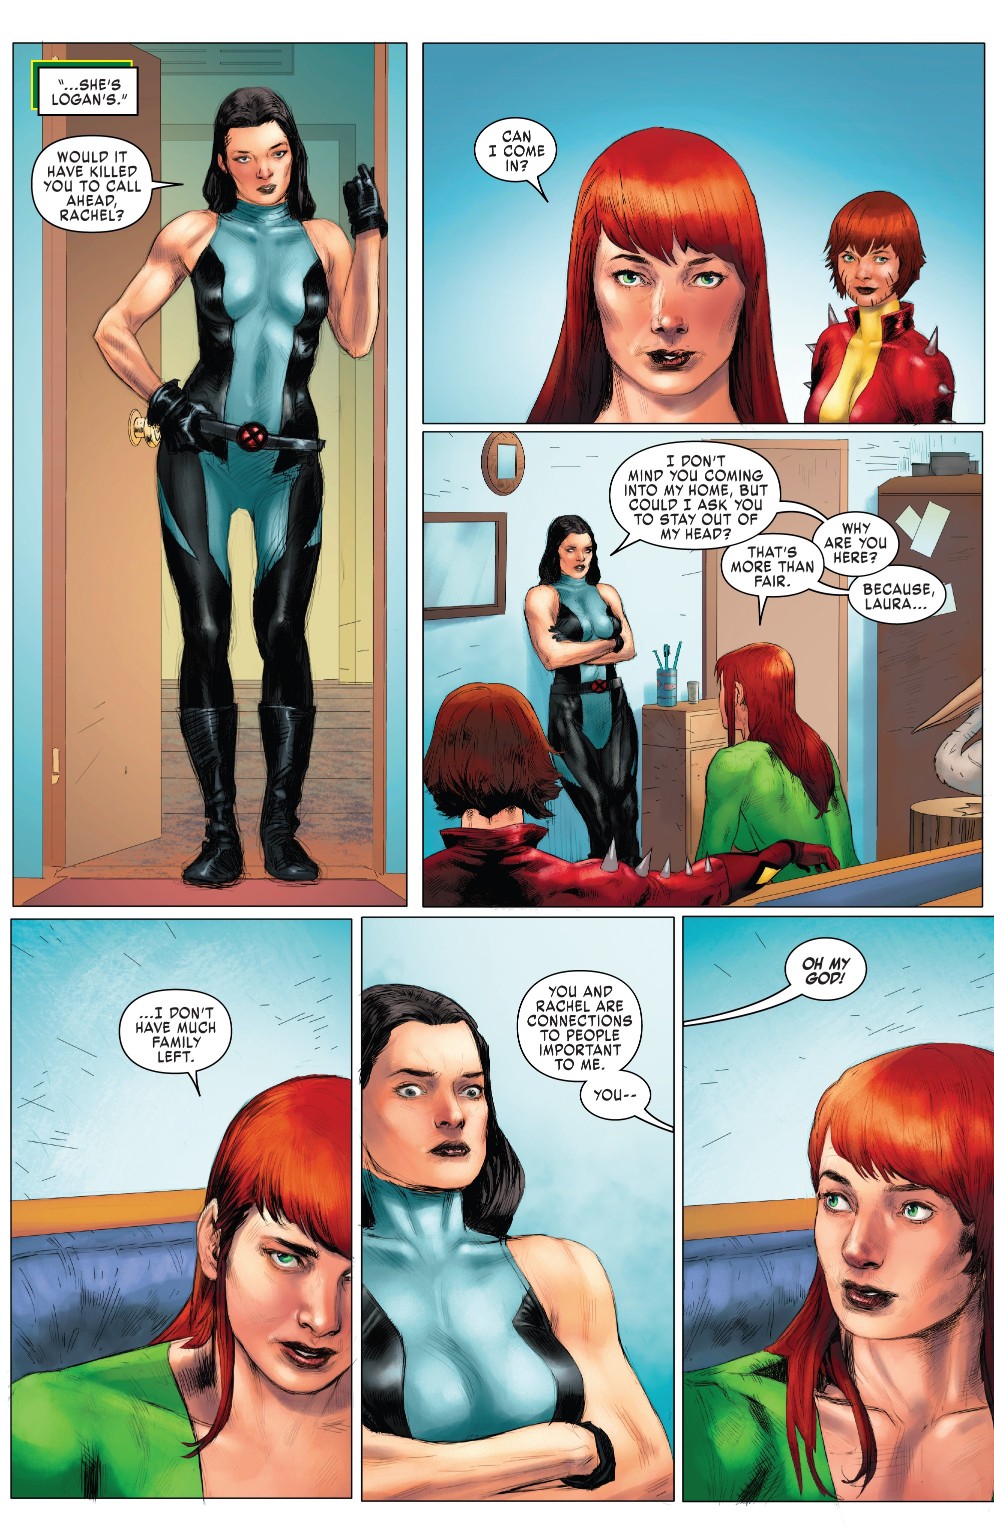 "...SHE'S
LOGAN'S."
WOULD IT
HAVE KILLED
YOU TO CALL
AHEAD,
RACHEL?
CAN
I COME
IN?
I DON'T
MIND YOU COMING
INTO MY HOME, BUT
COULD I ASK YOU
TO STAY OUT OF
MY HEAD?
THAT'S
MORE THAN
FAIR.
WHY
ARE YOU
HERE?
BECAUSE,
LAURA...
...I DON'T
HAVE MUCH
FAMILY
LEFT.
YOU AND
RACHEL ARE
CONNECTIONS
TO PEOPLE
IMPORTANT
TO ME.
YOU--
OH MY
GOD!